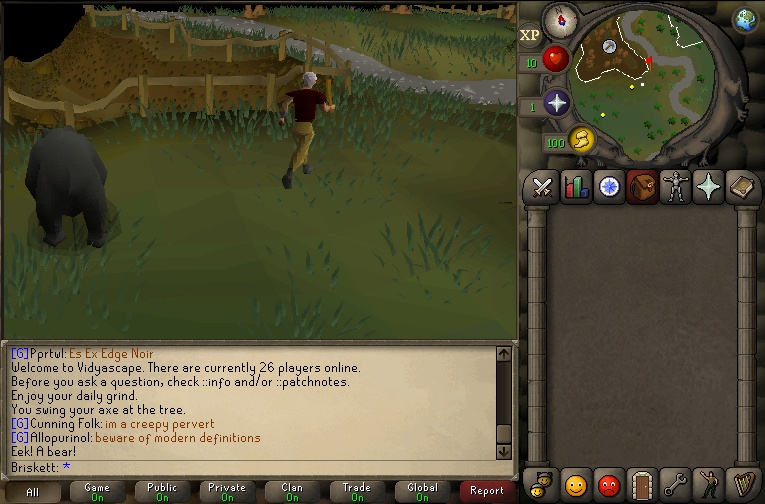 XP
10
1
100
[G]Pprtwl: Es Ex Edge Noir
Welcome to Vidyascape. There are currently 26 players online.
Before you ask a question, check ::info and/or ::patchnotes.
Enjoy your daily grind.
You swing your axe at the tree.
[G]Cunning Folk: im a creepy pervert
[G]Allopurinol: beware of modern definitions
Eek! A bear!
Briskett: *
All
Game
On
Public
On
Private
On
Clan
On
Trade
On
Global
On
Report